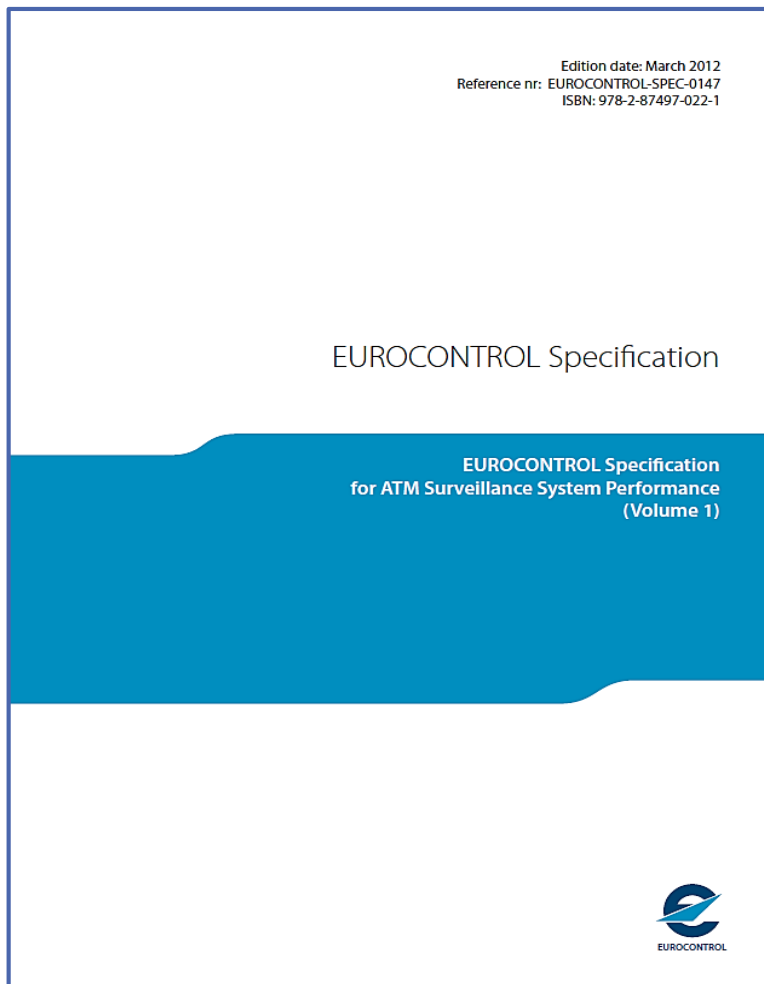 Edition date: March 2012
Reference nr: EUROCONTROL-SPEC-0147
ISBN: 978-2-87497-022-1
EUROCONTROL Specification
EUROCONTROL Specification
for ATM Surveillance System Performance
(Volume 1)
EUROCONTROL